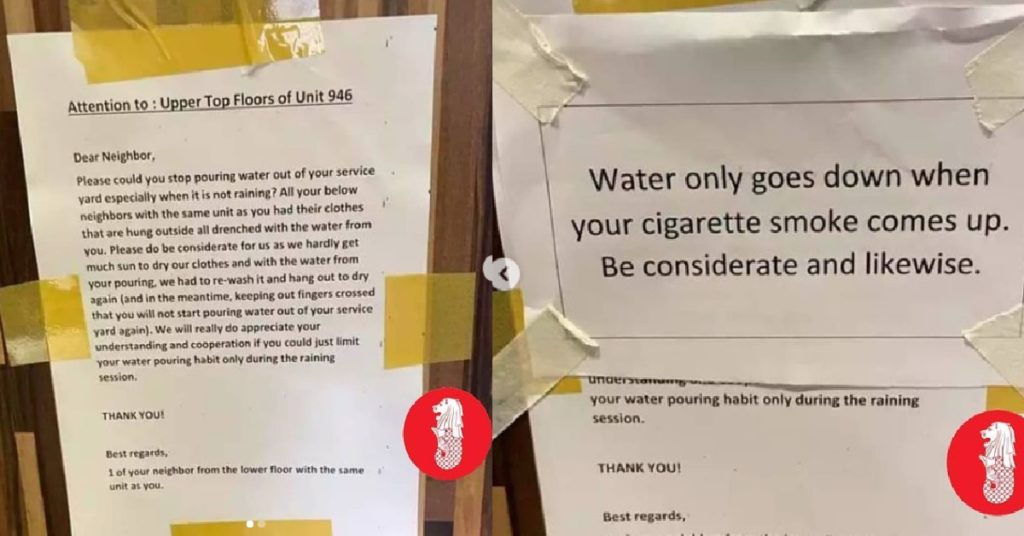 Attention to : Upper Top Floors of Unit 946
Dear Neighbor,
Please could you stop pouring water out of your service
yard especially when it is not raining? All your below
neighbors with the same unit as you had their clothes
that are hung outside all drenched with the water from
you. Please do be considerate for us as we hardly get
much sun to dry our clothes and with the water from
your pouring, we had to re-wash it and hang out to dry
again (and in the meantime, keeping out fingers crossed
that you will not start pouring water out of your service
yard again). We will really do appreciate your
understanding and cooperation if you could just limit
your water pouring habit only during the raining
session.
THANK YOU!
Best regards,
1 of your neighbor from the lower floor with the same
unit as you.
Water only goes down when
your cigarette smoke comes up.
Be considerate and likewise.
understanding
your water pouring habit only during the raining
session.
THANK YOU!
Best regards,